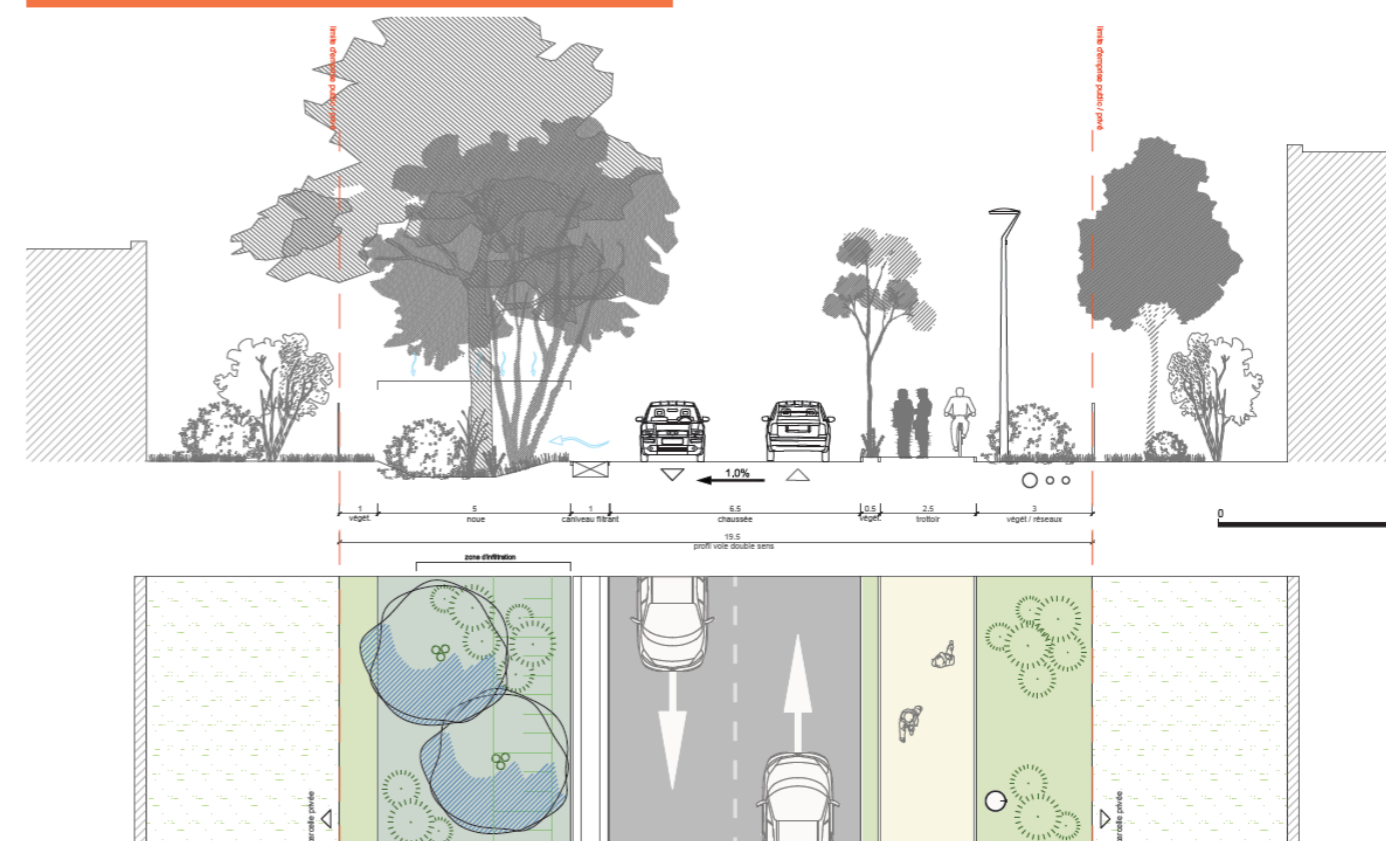 limite d'emprise public / privé
limite d'emprise public / privé
1,0%
1 5 1 6.5 0.5 2.5 3
végét. noue caniveau filtrant chaussée végét. trottoir végét / réseaux
0
19.5
profil voie double sens
zone d'infiltration
parcelle privée
parcelle privée